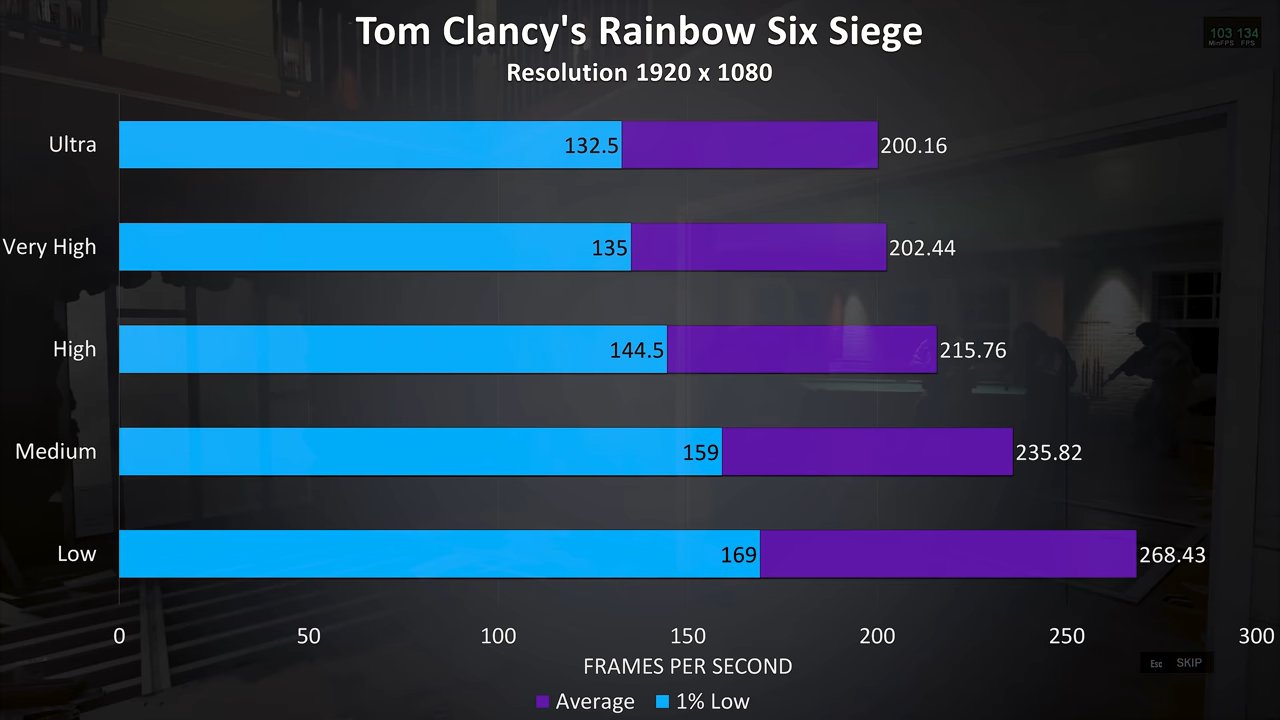 Tom Clancy's Rainbow Six Siege
Resolution 1920 x 1080
103 134
MinFPS FPS
Ultra 132.5 200.16
Very High 135 202.44
High 144.5 215.76
Medium 159 235.82
Low 169 268.43
0 50 100 150 200 250 300
FRAMES PER SECOND
Esc SKIP
Average 1% Low